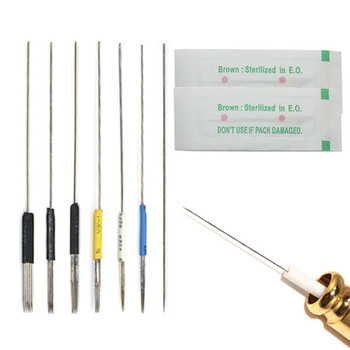 Brown : Sterilized in E.O.
Brown : Sterilized in E.O.
DON'T USE IF PACK DAMAGED.